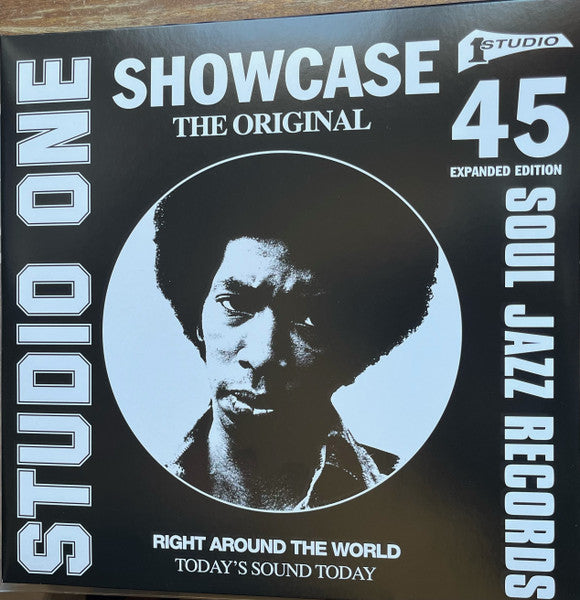 STUDIO ONE
SHOWCASE
THE ORIGINAL
1 STUDIO
45
EXPANDED EDITION
SOUL JAZZ RECORDS
RIGHT AROUND THE WORLD
TODAY'S SOUND TODAY